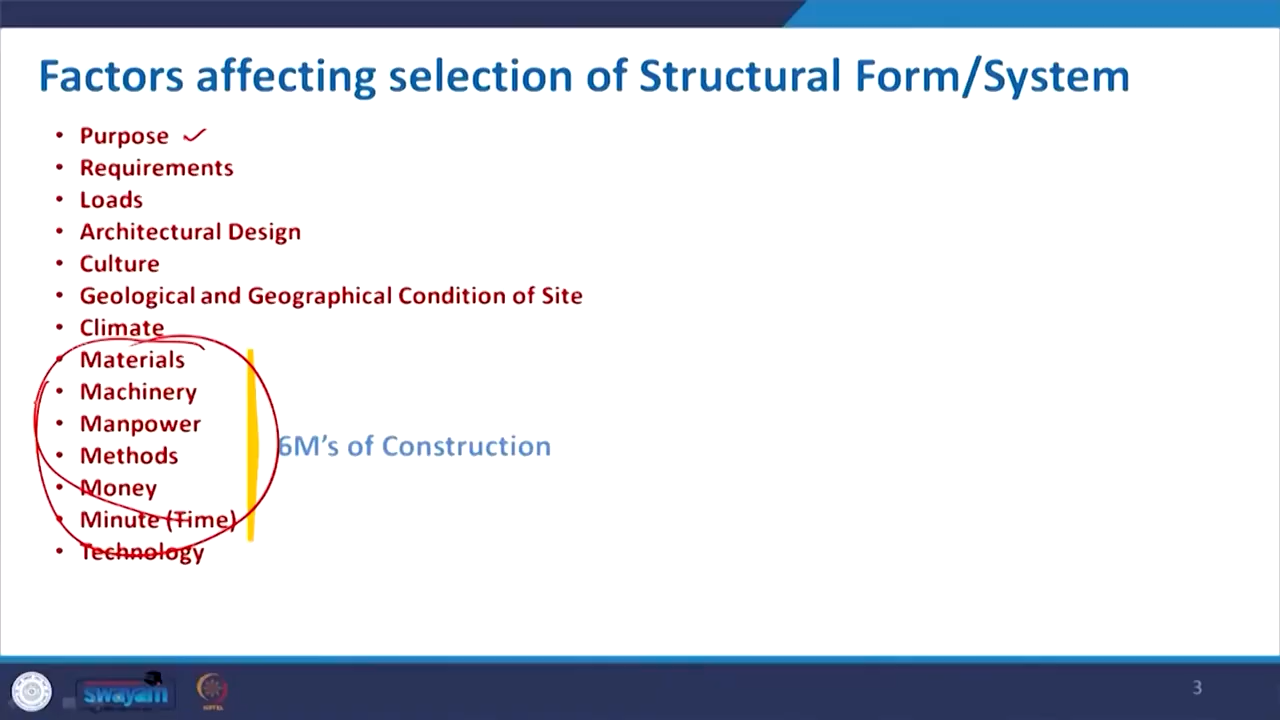 Factors affecting selection of Structural Form/System
• Purpose
• Requirements
• Loads
• Architectural Design
• Culture
• Geological and Geographical Condition of Site
• Climate
• Materials
• Machinery
• Manpower
• Methods
• Money
• Minute (Time)
• Technology
6M’s of Construction
swayam
3